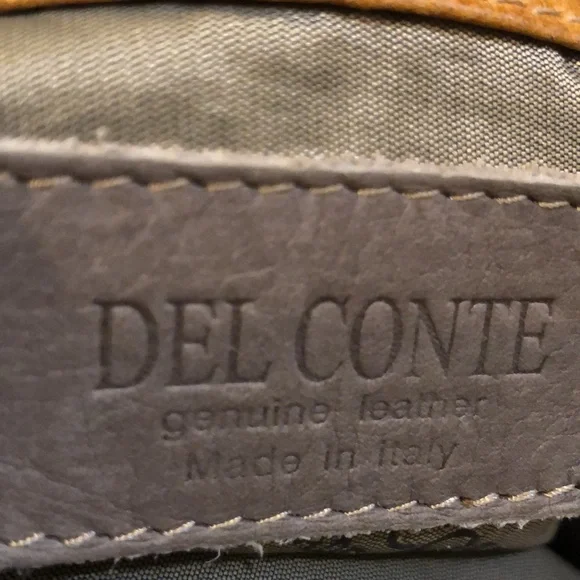 DEL CONTE
genuine leather
Made in italy